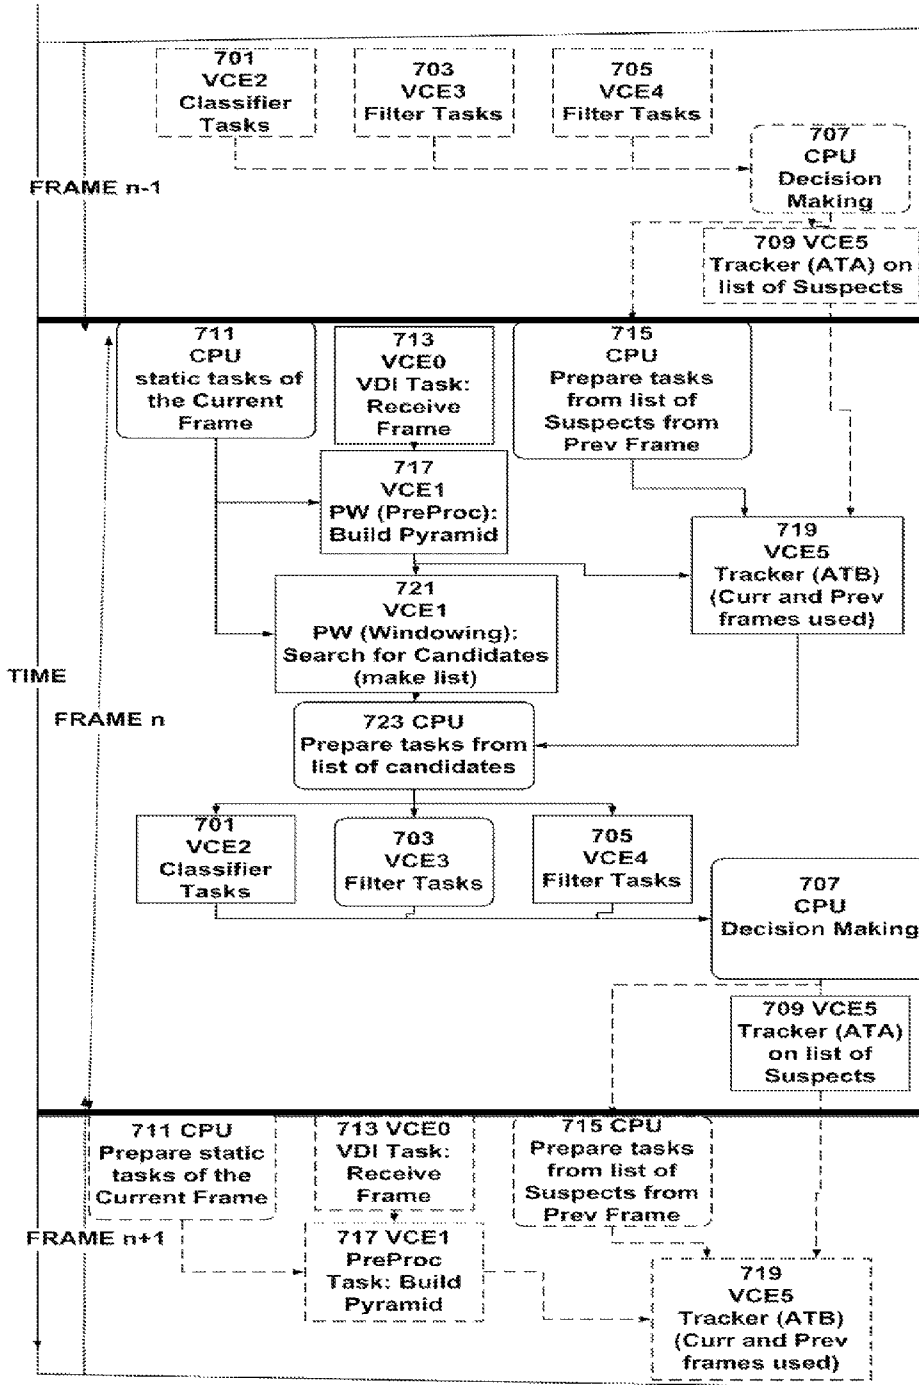 701
VCE2
Classifier
Tasks
703
VCE3
Filter Tasks
705
VCE4
Filter Tasks
707
CPU
Decision
Making
FRAME n-1
709 VCE5
Tracker (ATA) on
list of Suspects
711
CPU
static tasks of
the Current
Frame
713
VCE0
VDI Task:
Receive
Frame
715
CPU
Prepare tasks
from list of
Suspects from
Prev Frame
717
VCE1
PW (PreProc):
Build Pyramid
719
VCE5
Tracker (ATB)
(Curr and Prev
frames used)
721
VCE1
PW (Windowing):
Search for Candidates
(make list)
TIME
FRAME n
723 CPU
Prepare tasks from
list of candidates
701
VCE2
Classifier
Tasks
703
VCE3
Filter Tasks
705
VCE4
Filter Tasks
707
CPU
Decision Making
709 VCE5
Tracker (ATA)
on list of
Suspects
711 CPU
Prepare static
tasks of the
Current Frame
713 VCE0
VDI Task:
Receive
Frame
715 CPU
Prepare tasks
from list of
Suspects from
Prev Frame
FRAME n+1
717 VCE1
PreProc
Task: Build
Pyramid
719
VCE5
Tracker (ATB)
(Curr and Prev
frames used)